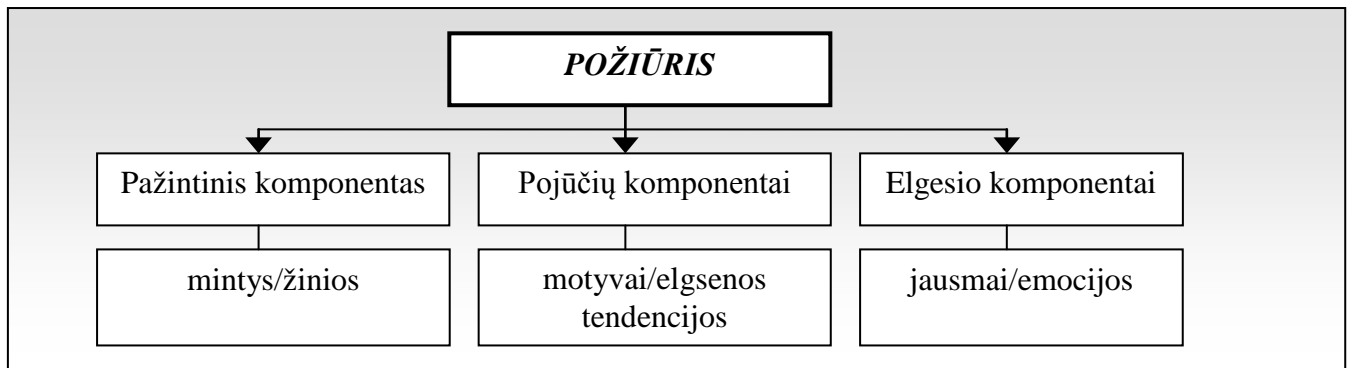 POŽIŪRIS
Pažintinis komponentas
Pojūčių komponentai
Elgesio komponentai
mintys/žinios
motyvai/elgsenos
tendencijos
jausmai/emocijos